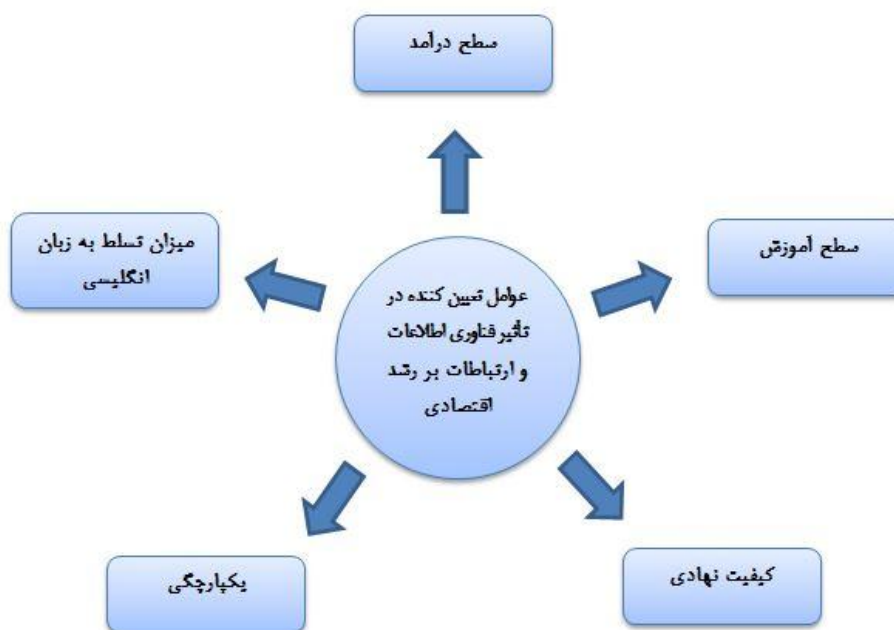 سطح درآمد
سطح آموزش
میزان تسلط به زبان
انگلیسی
عوامل تعیین کننده در
تأثیر فناوری اطلاعات
و ارتباطات بر رشد
اقتصادی
کیفیت نهادی
یکپارچگی